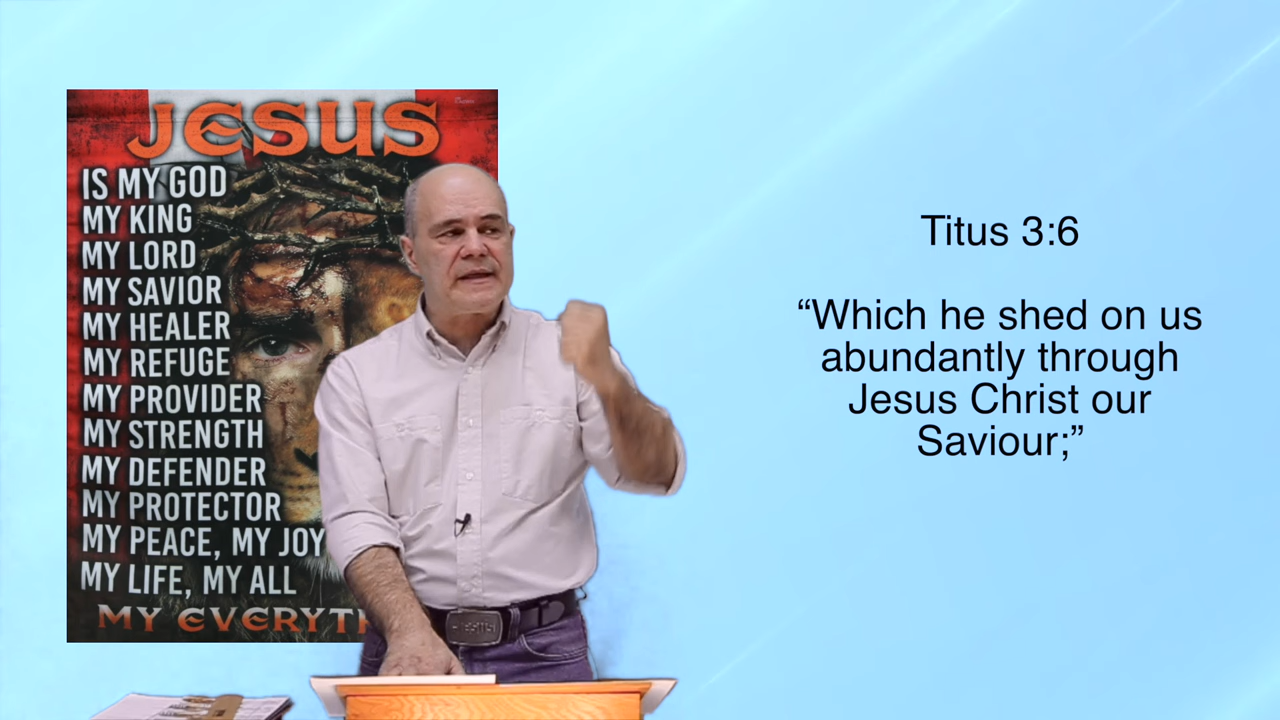 JESUS
IS MY GOD
MY KING
MY LORD
MY SAVIOR
MY HEALER
MY REFUGE
MY PROVIDER
MY STRENGTH
MY DEFENDER
MY PROTECTOR
MY PEACE, MY JOY
MY LIFE, MY ALL
MY
Titus 3:6
“Which he shed on us
abundantly through
Jesus Christ our
Saviour;”